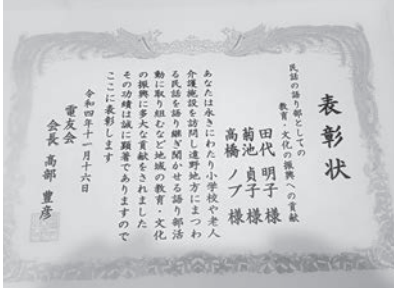 表彰状
民話の語り部としての
教育・文化の振興への貢献
田代 明子 様
菊池 貞子 様
高橋 ノブ 様
あなたは永きにわたり小学校や老人
介護施設を訪問し遠野地方にまつわ
る民話を語り継ぎ聞かせる語り部活
動に取り組むなど地域の教育・文化
の振興に多大な貢献をされました
その功績は誠に顕著でありますので
ここに表彰します
令和四年十一月十六日
電友会
会長 高部 豊彦